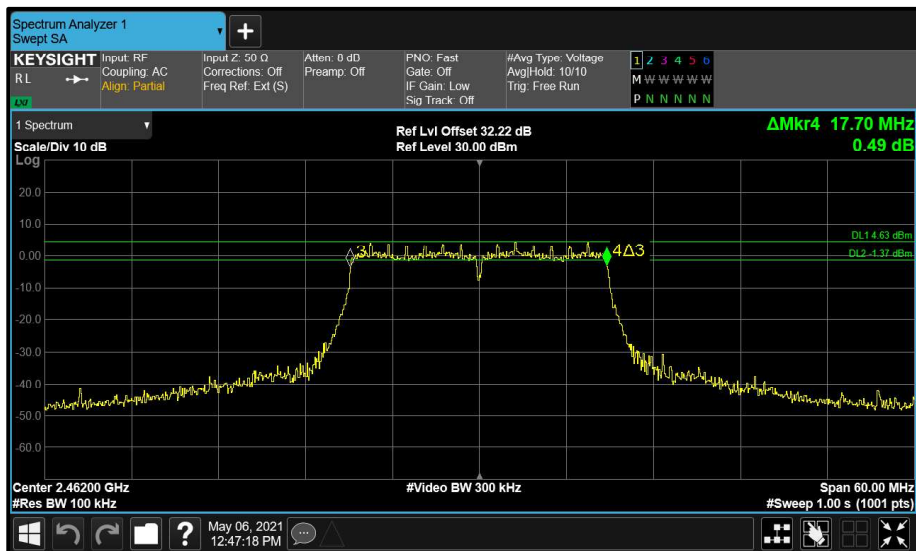 Spectrum Analyzer 1
Swept SA
KEYSIGHT Input: RF Input Z: 50 Ω Atten: 0 dB PNO: Fast #Avg Type: Voltage 1 2 3 4 5 6
R L Coupling: AC Corrections: Off Preamp: Off Gate: Off Avg|Hold: 10/10 M W W W W W
Align: Partial Freq Ref: Ext (S) IF Gain: Low Trig: Free Run
LXI Sig Track: Off P N N N N N
1 Spectrum Ref Lvl Offset 32.22 dB ΔMkr4 17.70 MHz
Scale/Div 10 dB Ref Level 30.00 dBm 0.49 dB
Log
20.0
10.0
DL1 4.63 dBm
0.00 3 4Δ3 DL2 -1.37 dBm
-10.0
-20.0
-30.0
-40.0
-50.0
-60.0
Center 2.46200 GHz #Video BW 300 kHz Span 60.00 MHz
#Res BW 100 kHz #Sweep 1.00 s (1001 pts)
? May 06, 2021
12:47:18 PM